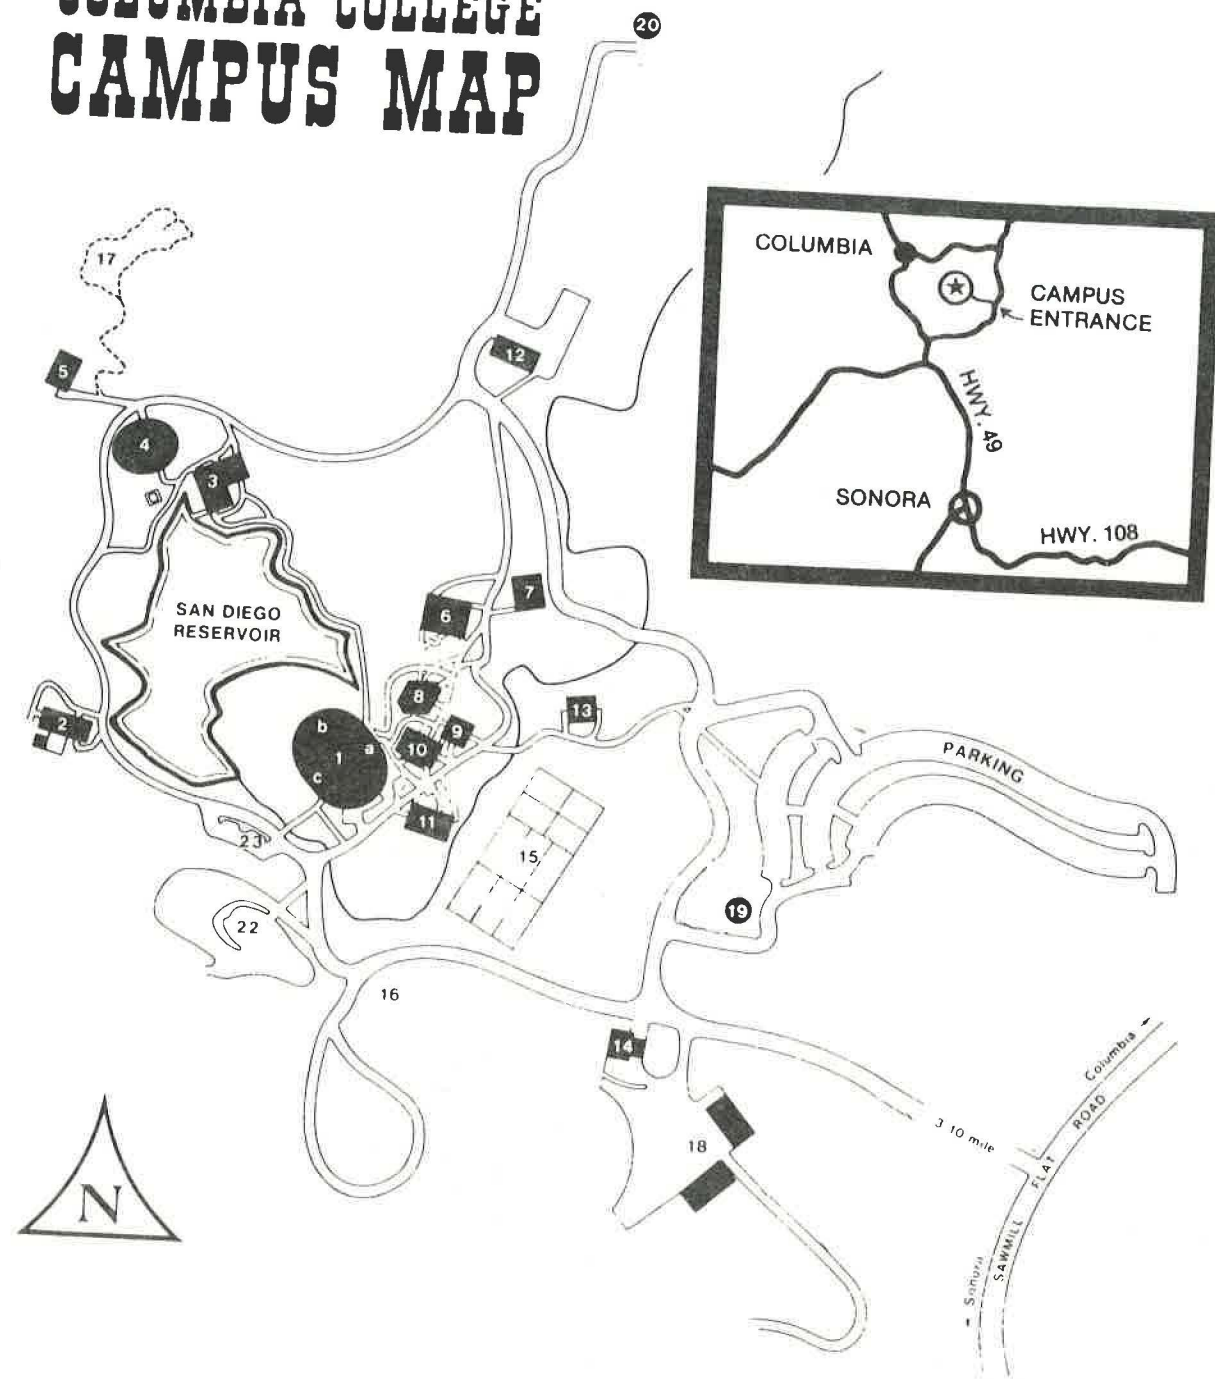 COLUMBIA COLLEGE
CAMPUS MAP
20
17
COLUMBIA
CAMPUS
ENTRANCE
HWY. 49
SONORA
HWY. 108
5
12
4
3
SAN DIEGO
RESERVOIR
6
7
8
2
13
b
9
1
a
10
c
PARKING
11
23
15
19
22
16
14
18
Columbia
3 10 mile
SAWMILL FLAT ROAD
Sonora
N